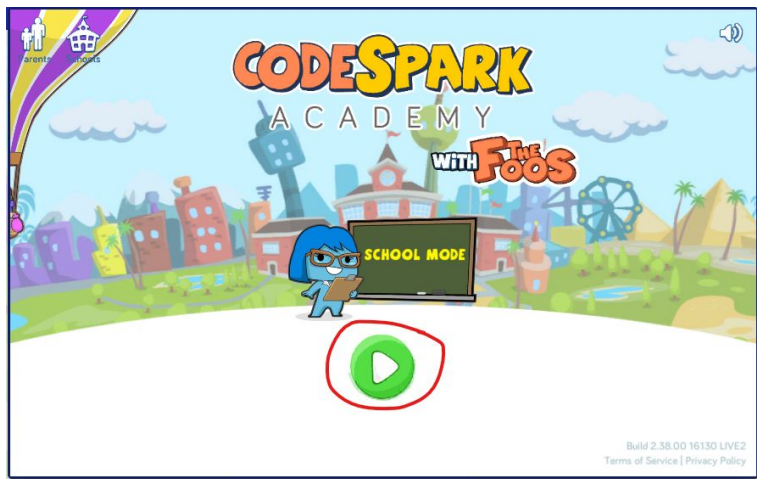 Parents Schools
CODESPARK
ACADEMY
WITH THE FOOS
SCHOOL MODE
Build 2.38.00 16130 LIVE2
Terms of Service | Privacy Policy